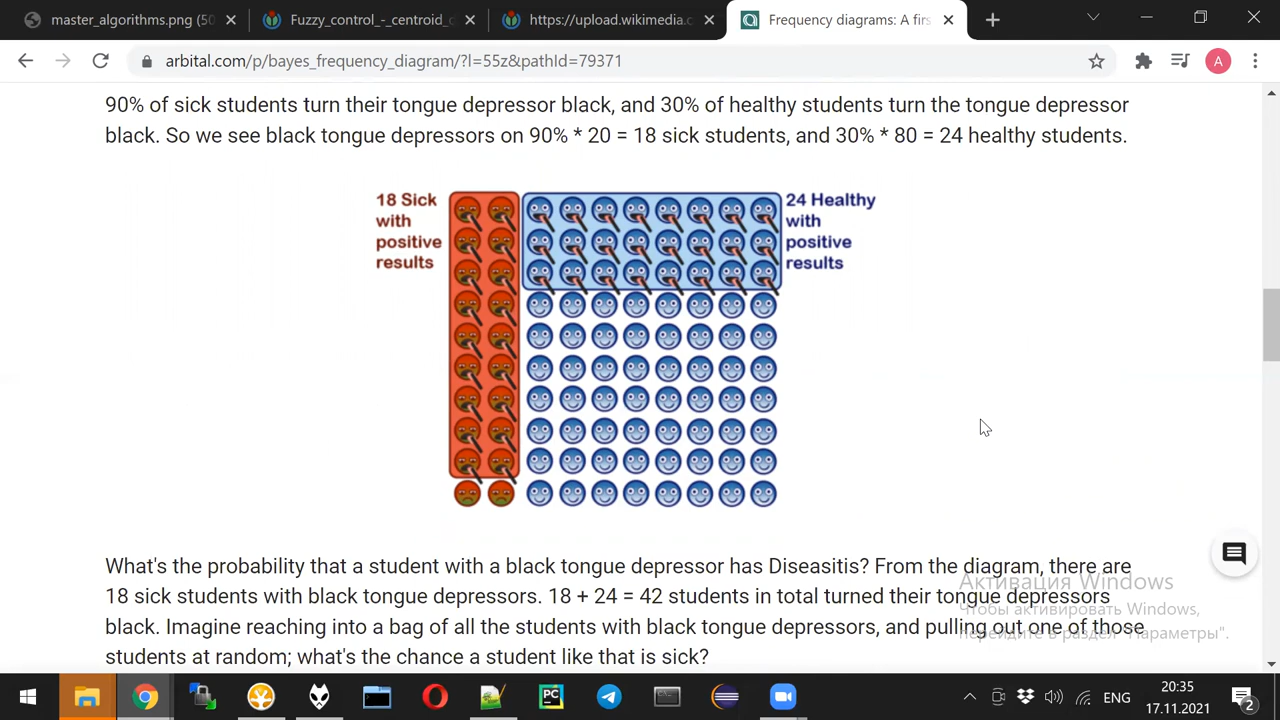 master_algorithms.png (50
Fuzzy_control_-_centroid_c
https://upload.wikimedia.c
Frequency diagrams: A firs
arbital.com/p/bayes_frequency_diagram/?l=55z&pathId=79371
A
90% of sick students turn their tongue depressor black, and 30% of healthy students turn the tongue depressor
black. So we see black tongue depressors on 90% * 20 = 18 sick students, and 30% * 80 = 24 healthy students.
18 Sick
with
positive
results
24 Healthy
with
positive
results
What's the probability that a student with a black tongue depressor has Diseasitis? From the diagram, there are
18 sick students with black tongue depressors. 18 + 24 = 42 students in total turned their tongue depressors
black. Imagine reaching into a bag of all the students with black tongue depressors, and pulling out one of those
students at random; what's the chance a student like that is sick?
Активация Windows
Чтобы активировать Windows,
перейдите в раздел "Параметры".
PC
ENG
20:35
17.11.2021
2